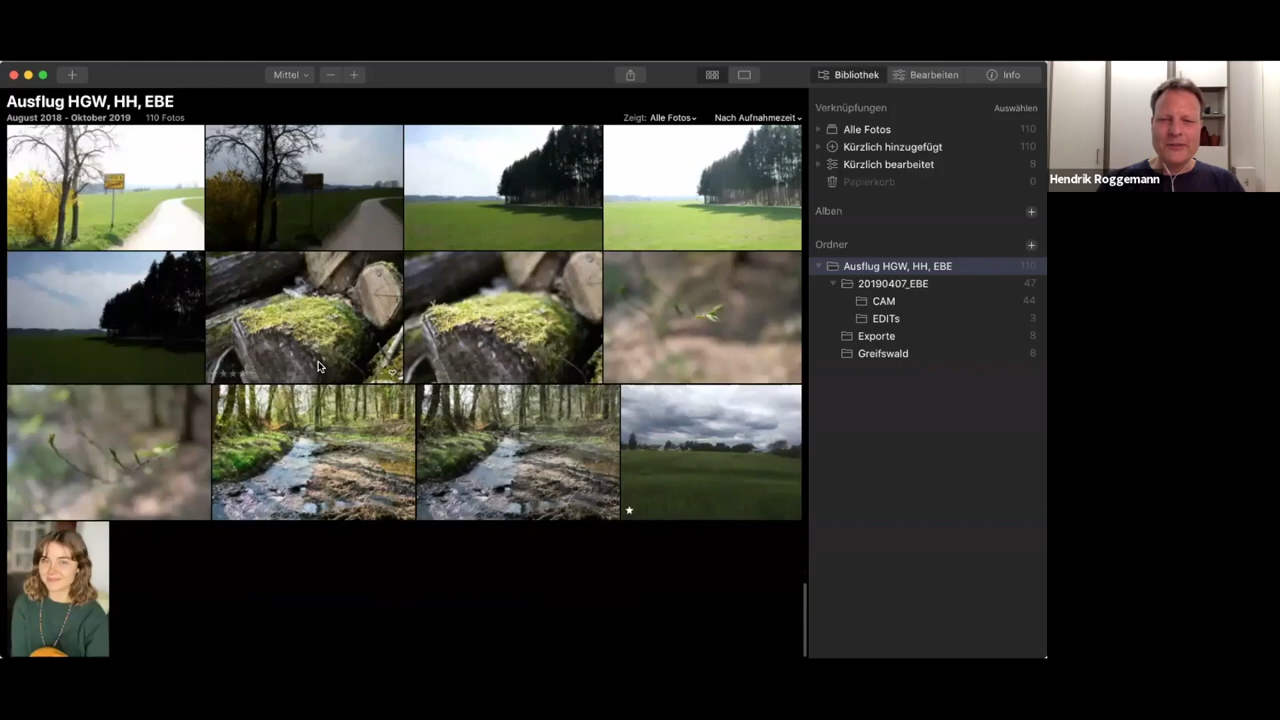 Mittel
Bibliothek
Bearbeiten
Info
Ausflug HGW, HH, EBE
August 2018 - Oktober 2019 110 Fotos
Zeigt: Alle Fotos
Nach Aufnahmezeit
Verknüpfungen Auswählen
Alle Fotos 110
Kürzlich hinzugefügt 110
Kürzlich bearbeitet 8
Papierkorb 0
Alben
Ordner
Ausflug HGW, HH, EBE 110
20190407_EBE 47
CAM 44
EDITs 3
Exporte 8
Greifswald 8
Hendrik Roggemann